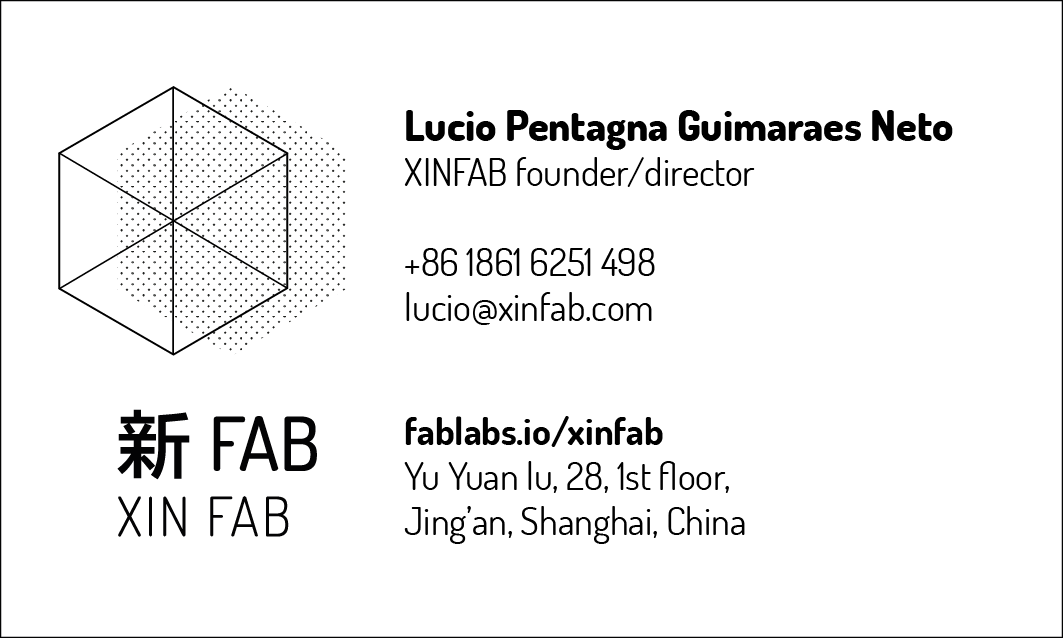 Lucio Pentagna Guimaraes Neto
XINFAB founder/director
+86 1861 6251 498
lucio@xinfab.com
新 FAB
XIN FAB
fablabs.io/xinfab
Yu Yuan lu, 28, 1st floor,
Jing’an, Shanghai, China